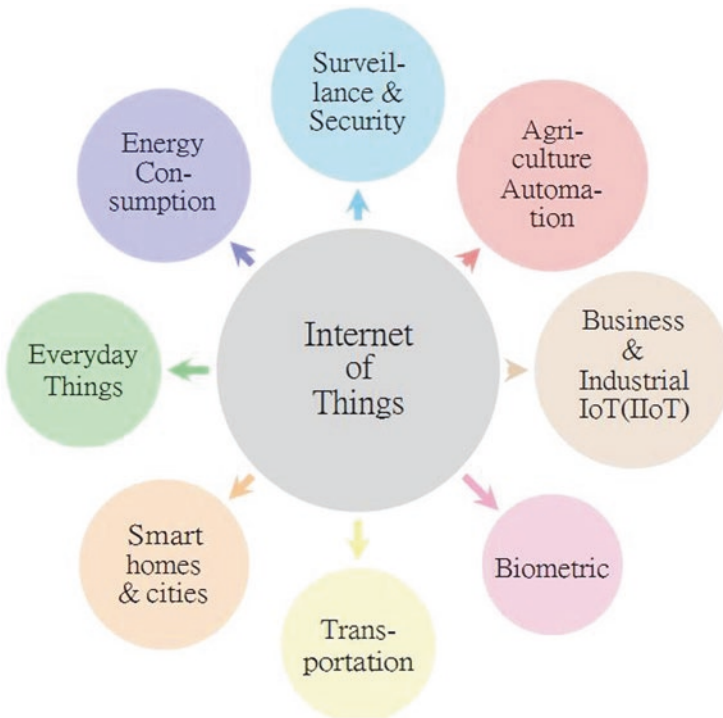 Surveil-
lance &
Security
Agri-
culture
Automa-
tion
Business
&
Industrial
IoT(IIoT)
Biometric
Trans-
portation
Smart
homes
& cities
Everyday
Things
Energy
Con-
sumption
Internet
of
Things